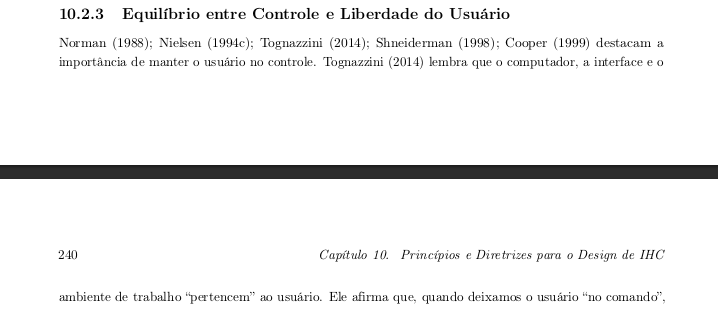 10.2.3 Equilíbrio entre Controle e Liberdade do Usuário
Norman (1988); Nielsen (1994c); Tognazzini (2014); Shneiderman (1998); Cooper (1999) destacam a
importância de manter o usuário no controle. Tognazzini (2014) lembra que o computador, a interface e o
240 Capítulo 10. Princípios e Diretrizes para o Design de IHC
ambiente de trabalho “pertencem” ao usuário. Ele afirma que, quando deixamos o usuário “no comando”,